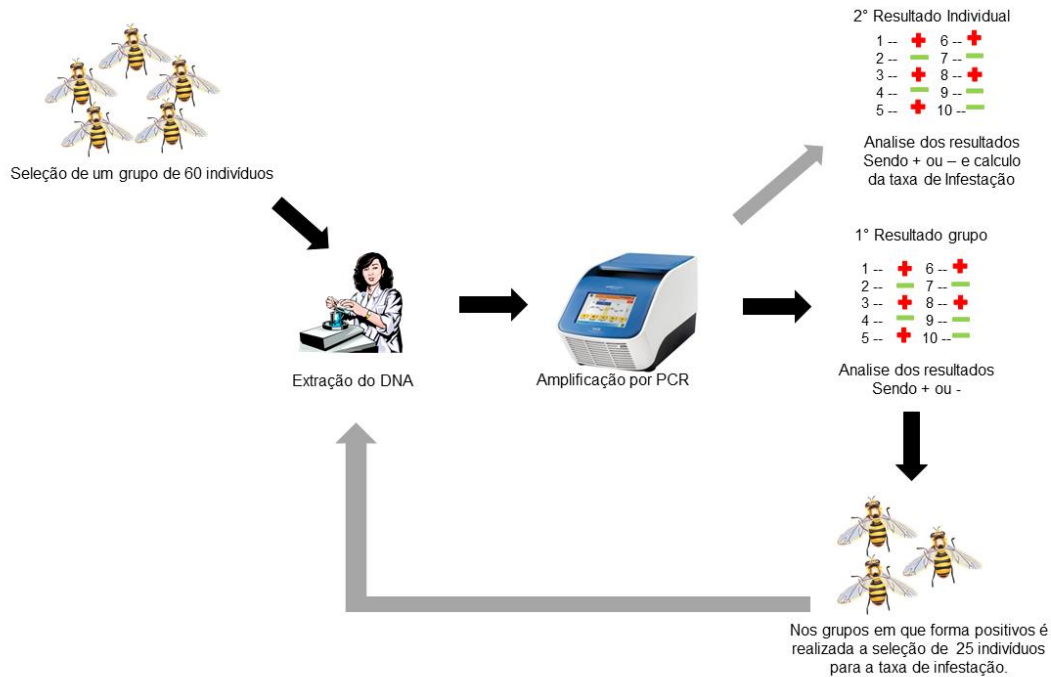 Seleção de um grupo de 60 indivíduos
Extração do DNA
Amplificação por PCR
2° Resultado Individual
1 -- + 6 -- +
2 -- – 7 -- –
3 -- + 8 -- +
4 -- – 9 -- –
5 -- + 10 -- –
Analise dos resultados
Sendo + ou – e calculo
da taxa de Infestação
1° Resultado grupo
1 -- + 6 -- +
2 -- – 7 -- –
3 -- + 8 -- +
4 -- – 9 -- –
5 -- + 10 -- –
Analise dos resultados
Sendo + ou -
Nos grupos em que forma positivos é
realizada a seleção de 25 indivíduos
para a taxa de infestação.